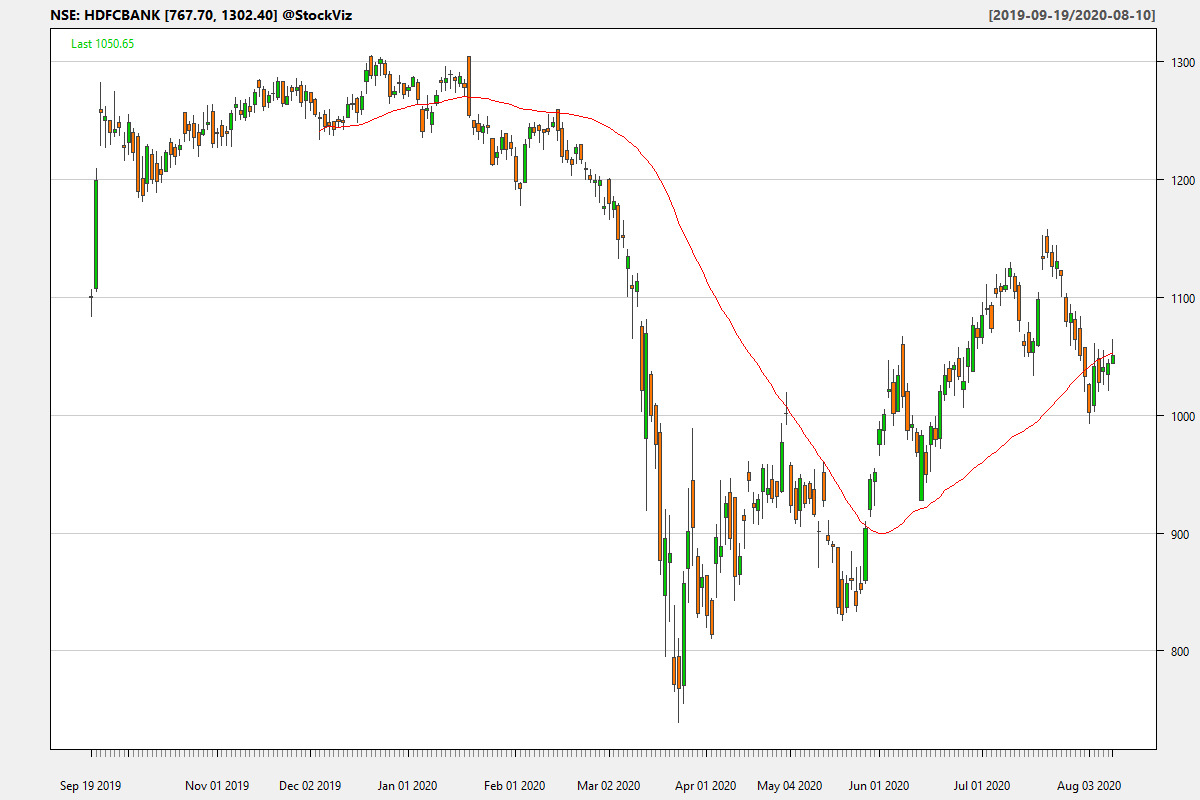 NSE: HDFCBANK [767.70, 1302.40] @StockViz
[2019-09-19/2020-08-10]
Last 1050.65
1300
1200
1100
1000
900
800
Sep 19 2019 Nov 01 2019 Dec 02 2019 Jan 01 2020 Feb 03 2020 Mar 02 2020 Apr 01 2020 May 04 2020 Jun 01 2020 Jul 01 2020 Aug 03 2020